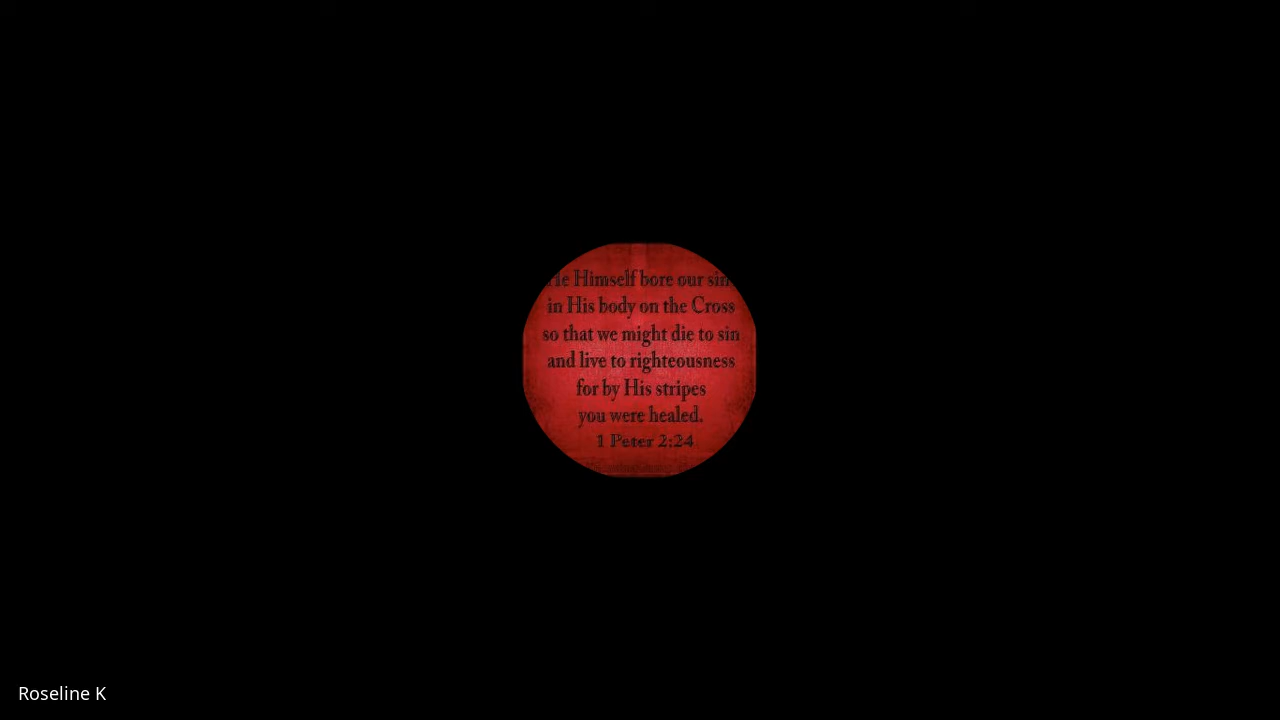 He Himself bore our sin
in His body on the Cross
so that we might die to sin
and live to righteousness
for by His stripes
you were healed.
1 Peter 2:24
Roseline K